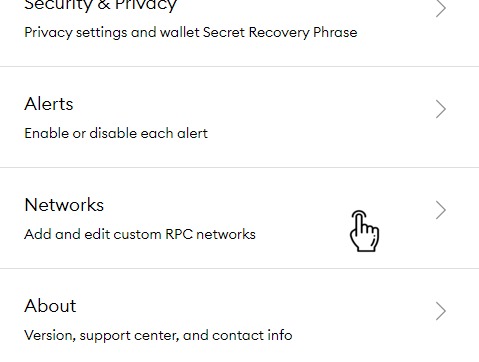 Security & Privacy
Privacy settings and wallet Secret Recovery Phrase
Alerts
Enable or disable each alert
Networks
Add and edit custom RPC networks
About
Version, support center, and contact info